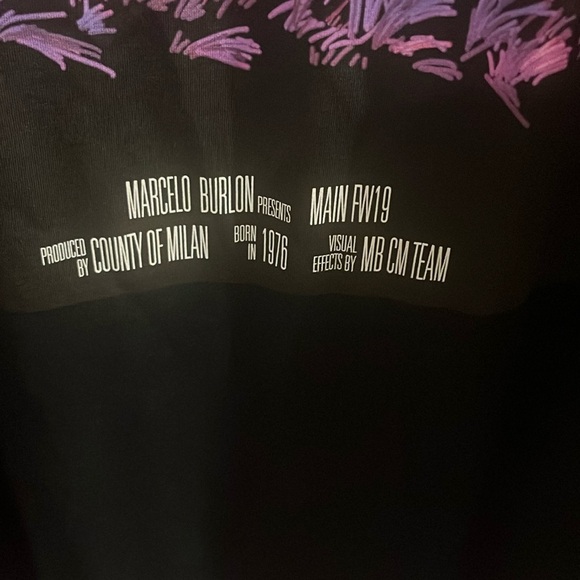 MARCELO BURLON PRESENTS MAIN FW19
PRODUCED BY COUNTY OF MILAN BORN IN 1976 VISUAL EFFECTS BY MB CM TEAM